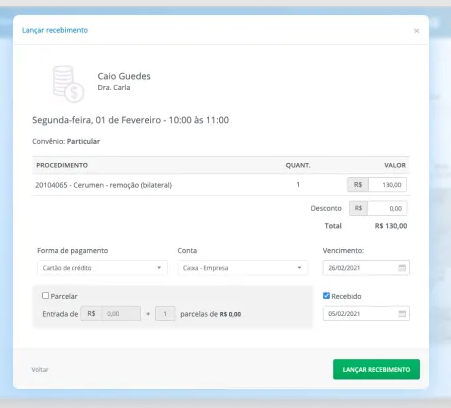 Lançar recebimento ×
Caio Guedes
Dra. Carla
Segunda-feira, 01 de Fevereiro - 10:00 às 11:00
Convênio: Particular
PROCEDIMENTO QUANT. VALOR
20104065 - Cerumen - remoção (bilateral) 1 R$ 130,00
Desconto R$ 0,00
Total R$ 130,00
Forma de pagamento Conta Vencimento:
Cartão de crédito Caixa - Empresa 26/02/2021
Parcelar Recebido
Entrada de R$ 0,00 + 1 parcelas de R$ 0,00 05/02/2021
Voltar LANÇAR RECEBIMENTO